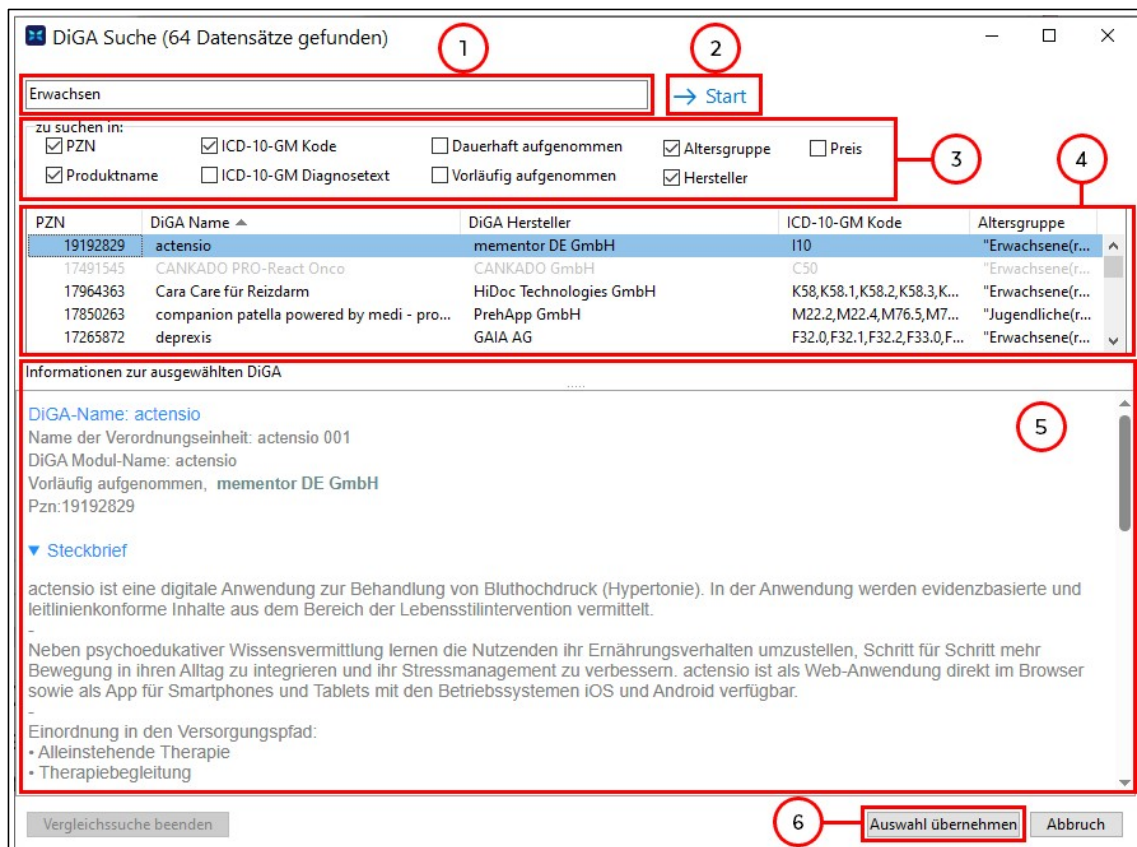 DiGA Suche (64 Datensätze gefunden)
1
2
Erwachsen
→ Start
zu suchen in:
PZN ICD-10-GM Kode Dauerhaft aufgenommen Altersgruppe Preis
3
4
Produktname ICD-10-GM Diagnosetext Vorläufig aufgenommen Hersteller
PZN DiGA Name DiGA Hersteller ICD-10-GM Kode Altersgruppe
19192829 actensio mementor DE GmbH I10 "Erwachsene(r...
17491545 CANKADO PRO-React Onco CANKADO GmbH C50 "Erwachsene(r...
17964363 Cara Care für Reizdarm HiDoc Technologies GmbH K58,K58.1,K58.2,K58.3,K... "Erwachsene(r...
17850263 companion patella powered by medi - pro... PrehApp GmbH M22.2,M22.4,M76.5,M7... "Jugendliche(r...
17265872 deprexis GAIA AG F32.0,F32.1,F32.2,F33.0,F... "Erwachsene(r...
Informationen zur ausgewählten DiGA
5
DiGA-Name: actensio
Name der Verordnungseinheit: actensio 001
DiGA Modul-Name: actensio
Vorläufig aufgenommen, mementor DE GmbH
Pzn:19192829
▼ Steckbrief
actensio ist eine digitale Anwendung zur Behandlung von Bluthochdruck (Hypertonie). In der Anwendung werden evidenzbasierte und
leitlinienkonforme Inhalte aus dem Bereich der Lebensstilintervention vermittelt.
-
Neben psychoedukativer Wissensvermittlung lernen die Nutzenden ihr Ernährungsverhalten umzustellen, Schritt für Schritt mehr
Bewegung in ihren Alltag zu integrieren und ihr Stressmanagement zu verbessern. actensio ist als Web-Anwendung direkt im Browser
sowie als App für Smartphones und Tablets mit den Betriebssystemen iOS und Android verfügbar.
-
Einordnung in den Versorgungspfad:
• Alleinstehende Therapie
• Therapiebegleitung
Vergleichssuche beenden
6
Auswahl übernehmen
Abbruch